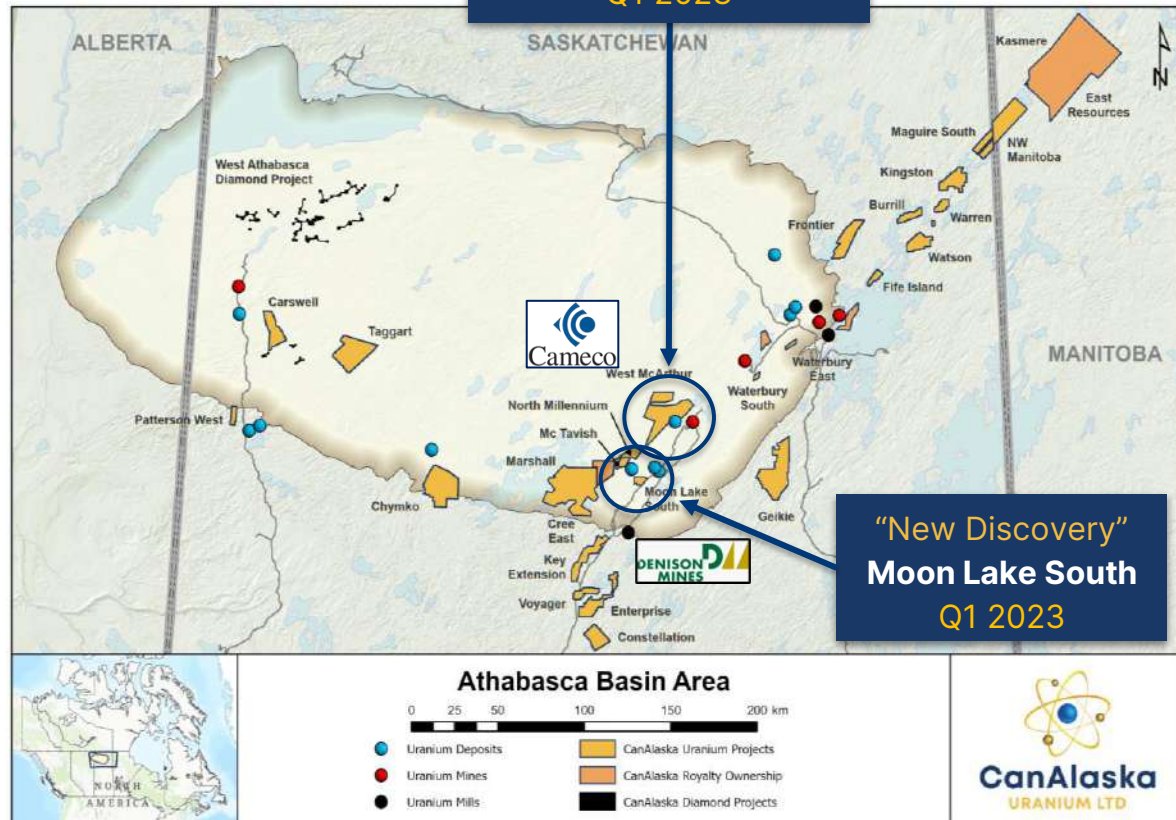 Q1 2023
ALBERTA
SASKATCHEWAN
Kasmere
N
East
Resources
Maguire South
NW
Manitoba
West Athabasca
Diamond Project
Kingston
Burrill
Warren
Frontier
Watson
Fife Island
Carswell
Taggart
Cameco
MANITOBA
West McArthur
Waterbury
East
Waterbury
South
Patterson West
North Millennium
Mc Tavish
Marshall
Moon Lake
South
Chymko
Geikie
Cree
East
"New Discovery"
Moon Lake South
Q1 2023
Key
Extension
DENISON
MINES
Voyager
Enterprise
Constellation
Athabasca Basin Area
0 25 50 100 150 200 km
Uranium Deposits
CanAlaska Uranium Projects
Uranium Mines
CanAlaska Royalty Ownership
Uranium Mills
CanAlaska Diamond Projects
NORTH
AMERICA
CanAlaska
URANIUM LTD